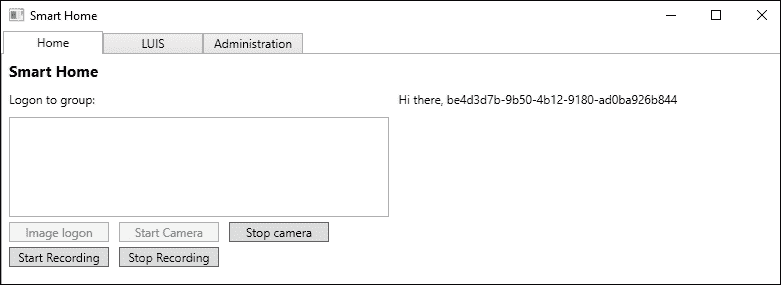 Smart Home
Home LUIS Administration
Smart Home
Logon to group: Hi there, be4d3d7b-9b50-4b12-9180-ad0ba926b844
Image logon Start Camera Stop camera
Start Recording Stop Recording